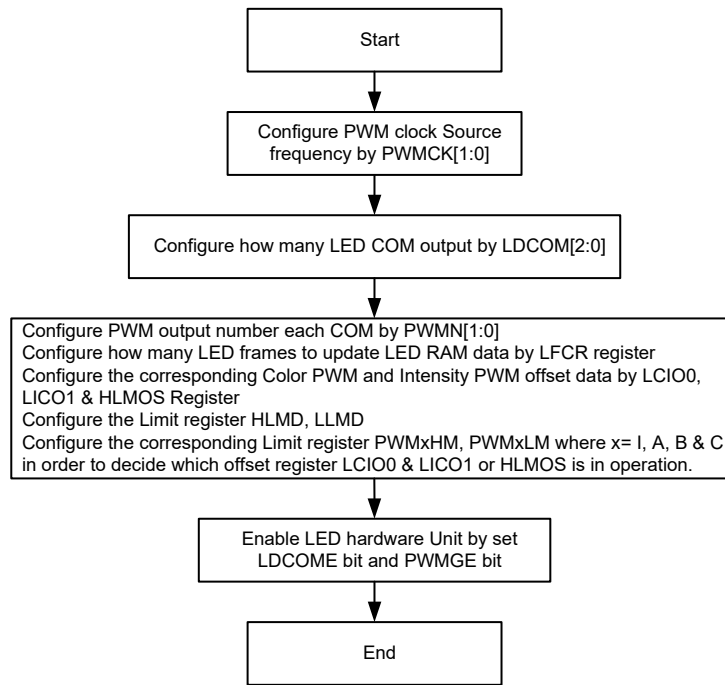 Start
Configure PWM clock Source
frequency by PWMCK[1:0]
Configure how many LED COM output by LDCOM[2:0]
Configure PWM output number each COM by PWMN[1:0]
Configure how many LED frames to update LED RAM data by LFCR register
Configure the corresponding Color PWM and Intensity PWM offset data by LCIO0,
LICO1 & HLMOS Register
Configure the Limit register HLMD, LLMD
Configure the corresponding Limit register PWMxHM, PWMxLM where x= I, A, B & C
in order to decide which offset register LCIO0 & LICO1 or HLMOS is in operation.
Enable LED hardware Unit by set
LDCOME bit and PWMGE bit
End